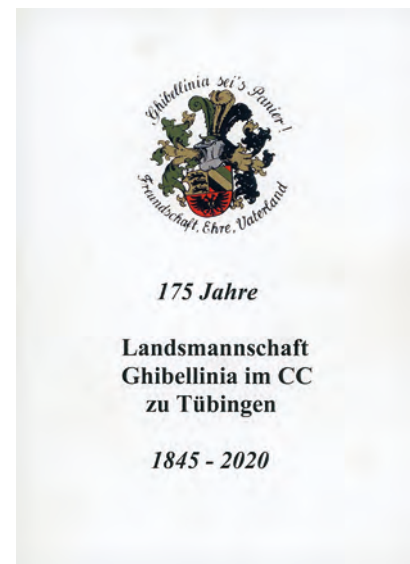 Ghibellinia sei's Panier!
Freundschaft, Ehre, Vaterland
175 Jahre
Landsmannschaft
Ghibellinia im CC
zu Tübingen
1845 - 2020